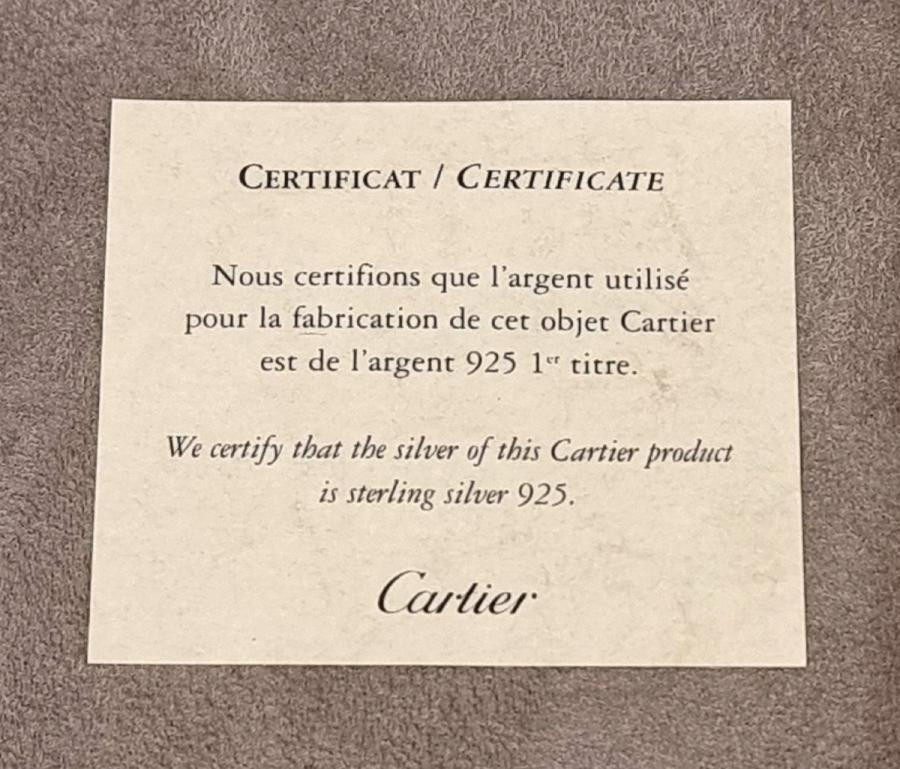 CERTIFICAT / CERTIFICATE
Nous certifions que l'argent utilisé
pour la fabrication de cet objet Cartier
est de l'argent 925 1er titre.
We certify that the silver of this Cartier product
is sterling silver 925.
Cartier